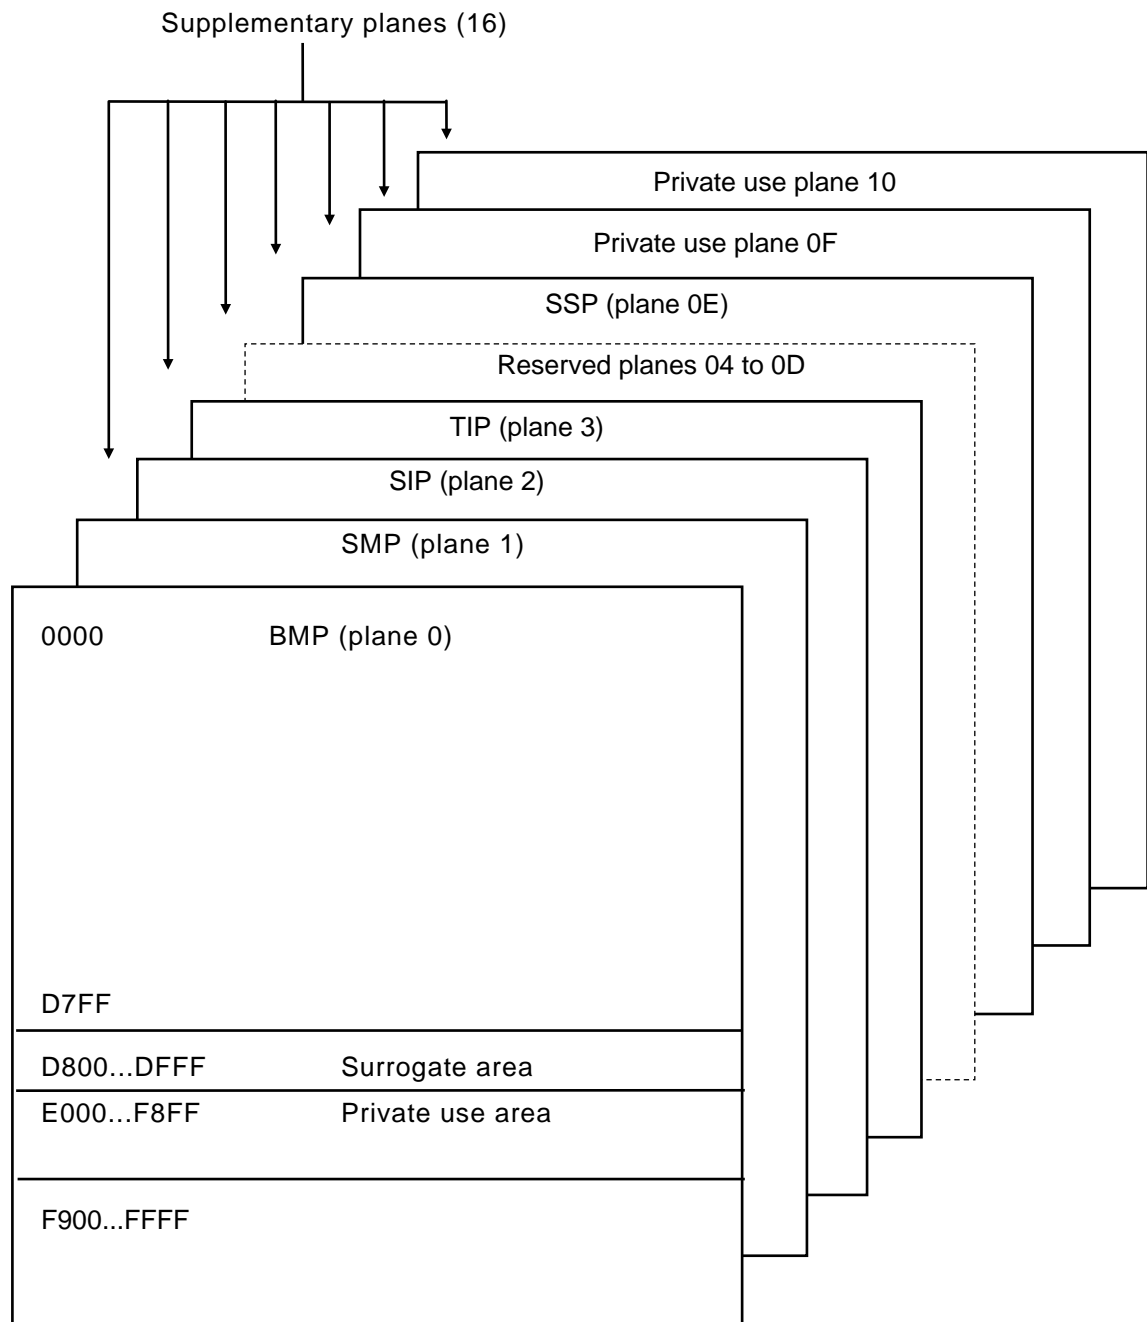 Supplementary planes (16)
Private use plane 10
Private use plane 0F
SSP (plane 0E)
Reserved planes 04 to 0D
TIP (plane 3)
SIP (plane 2)
SMP (plane 1)
0000 BMP (plane 0)
D7FF
D800...DFFF Surrogate area
E000...F8FF Private use area
F900...FFFF